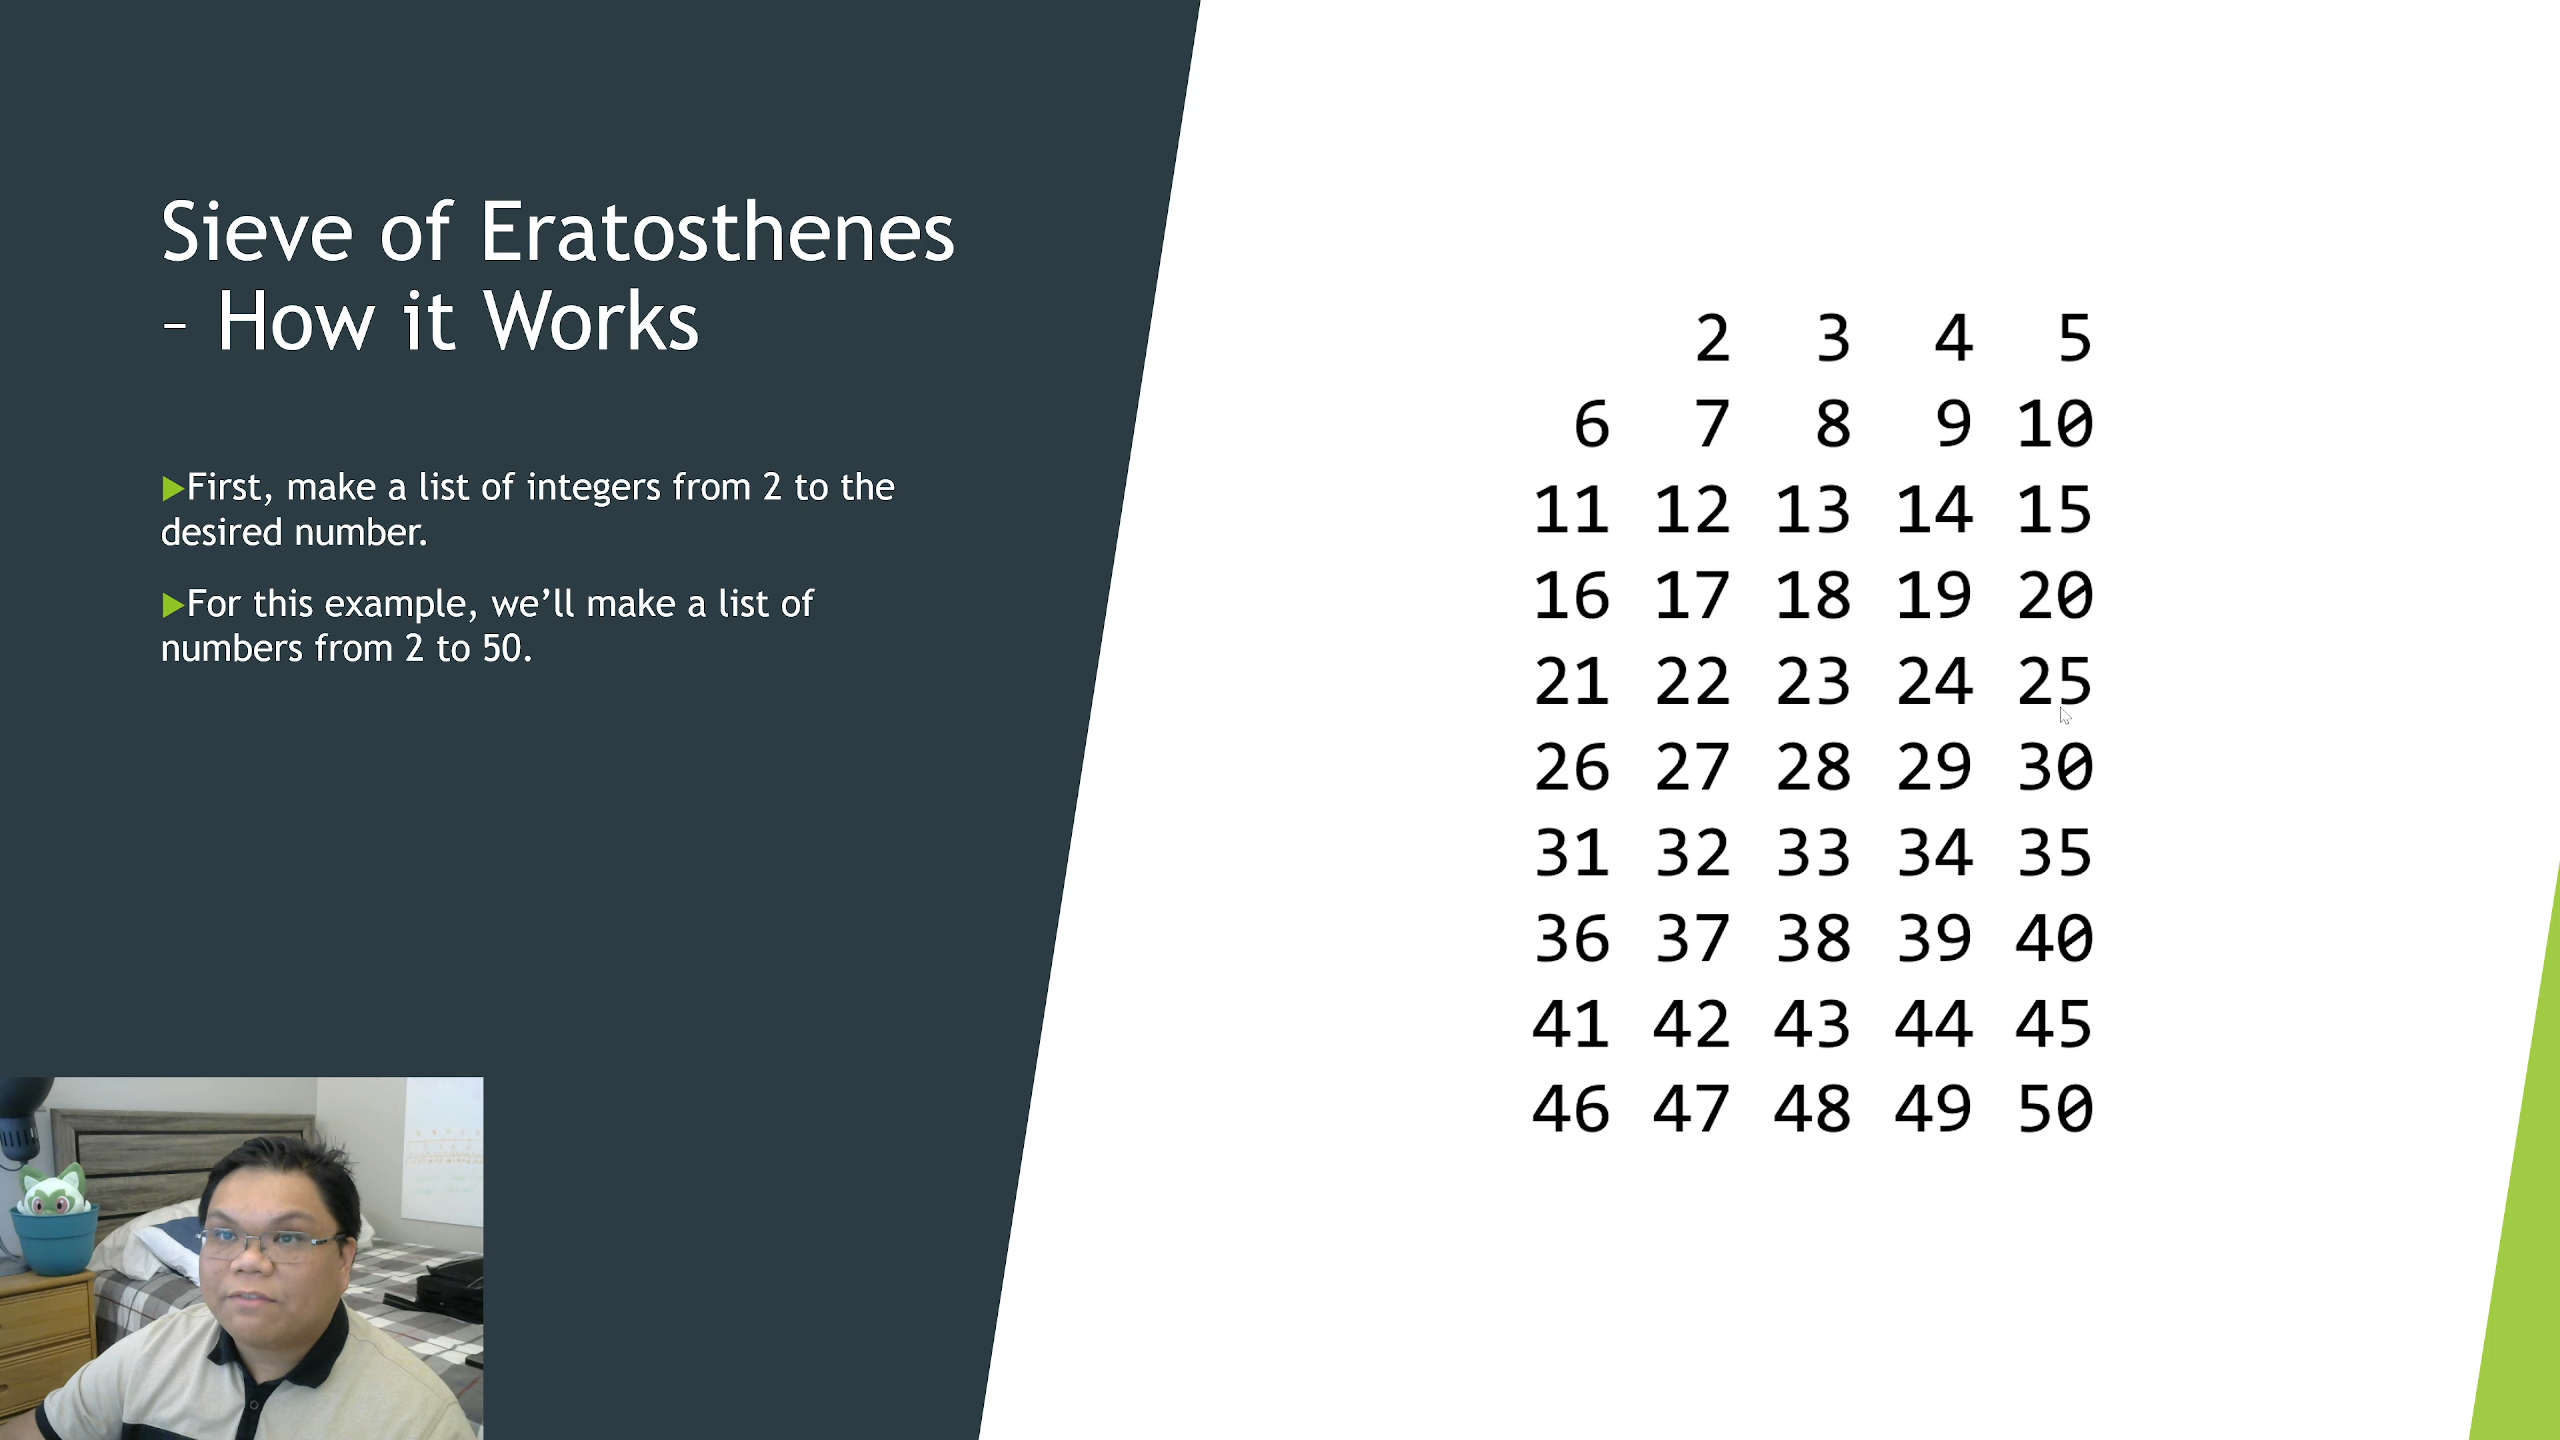 Sieve of Eratosthenes
– How it Works
▶First, make a list of integers from 2 to the
desired number.
▶For this example, we’ll make a list of
numbers from 2 to 50.
2 3 4 5
6 7 8 9 10
11 12 13 14 15
16 17 18 19 20
21 22 23 24 25
26 27 28 29 30
31 32 33 34 35
36 37 38 39 40
41 42 43 44 45
46 47 48 49 50